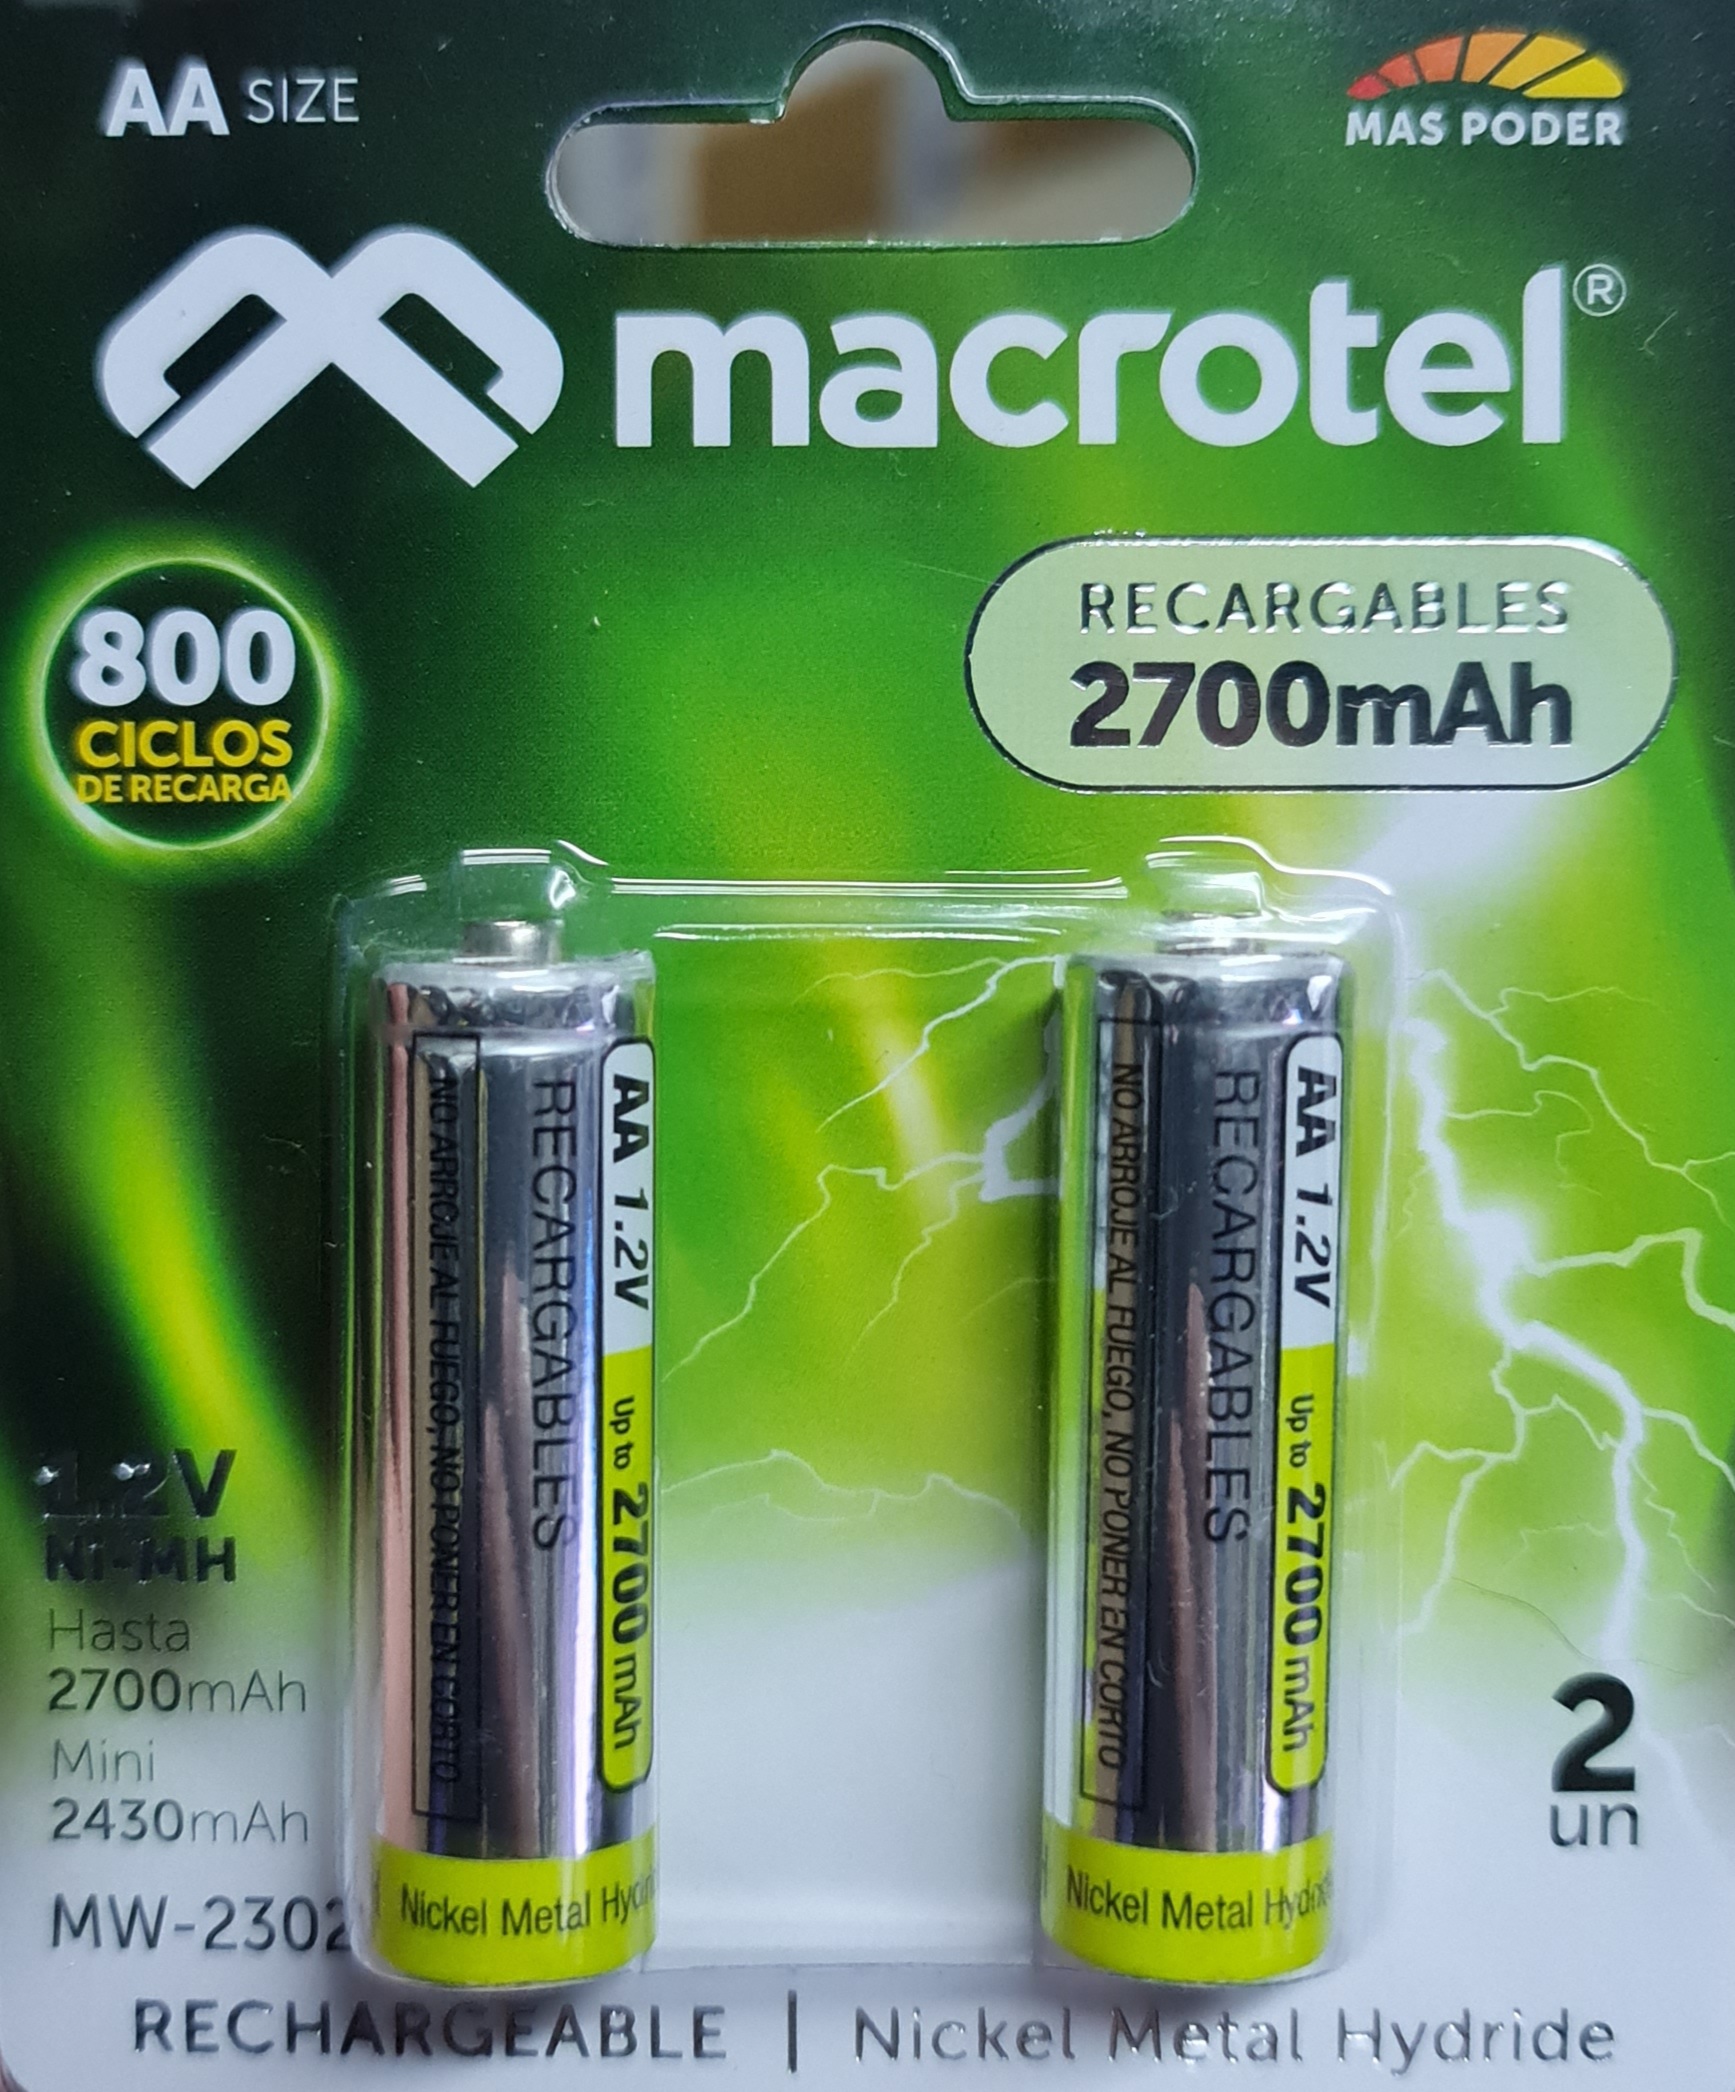 AA SIZE
MAS PODER
macrotel®
800
CICLOS
DE RECARGA
RECARGABLES
2700mAh
AA 1.2V Up to 2700 mAh
RECARGABLES
NO ARROJE AL FUEGO, NO PONER EN CORTO
Nickel Metal
AA 1.2V Up to 2700 mAh
RECARGABLES
NO ARROJE AL FUEGO, NO PONER EN CORTO
Nickel Metal
1.2V
Ni-MH
Hasta
2700mAh
Mini
2430mAh
MW-2302
2
un
RECHARGEABLE | Nickel Metal Hydride